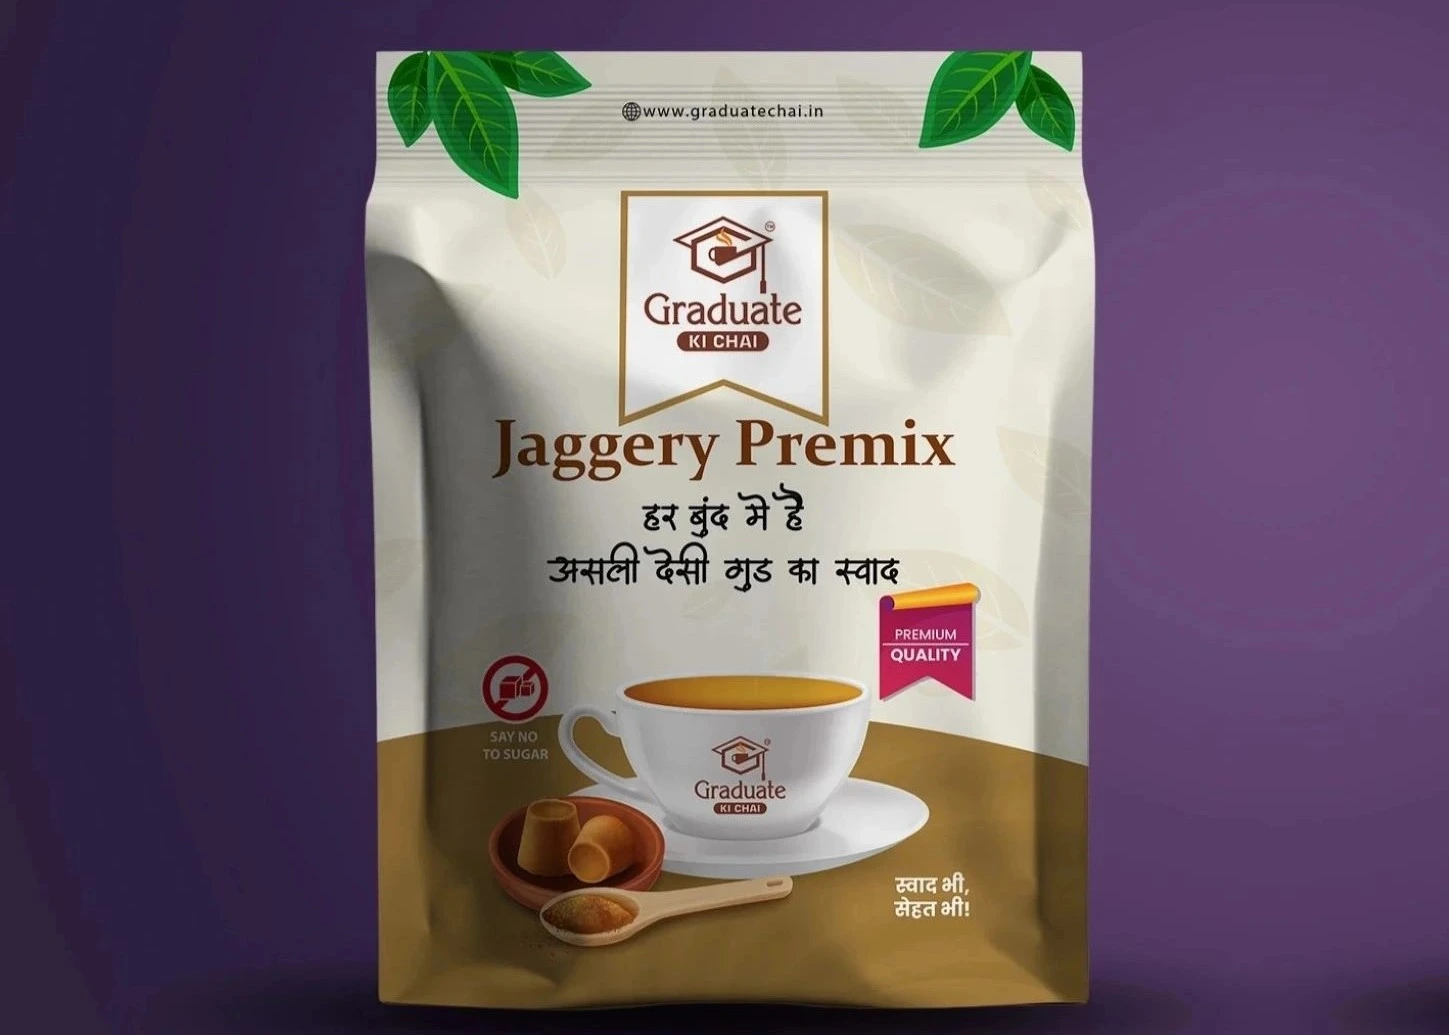 www.graduatechai.in
TM
Graduate
KI CHAI
Jaggery Premix
हर बुंद मे है
असली देसी गुड का स्वाद
PREMIUM
QUALITY
SAY NO
TO SUGAR
Graduate
KI CHAI
स्वाद भी,
सेहत भी!